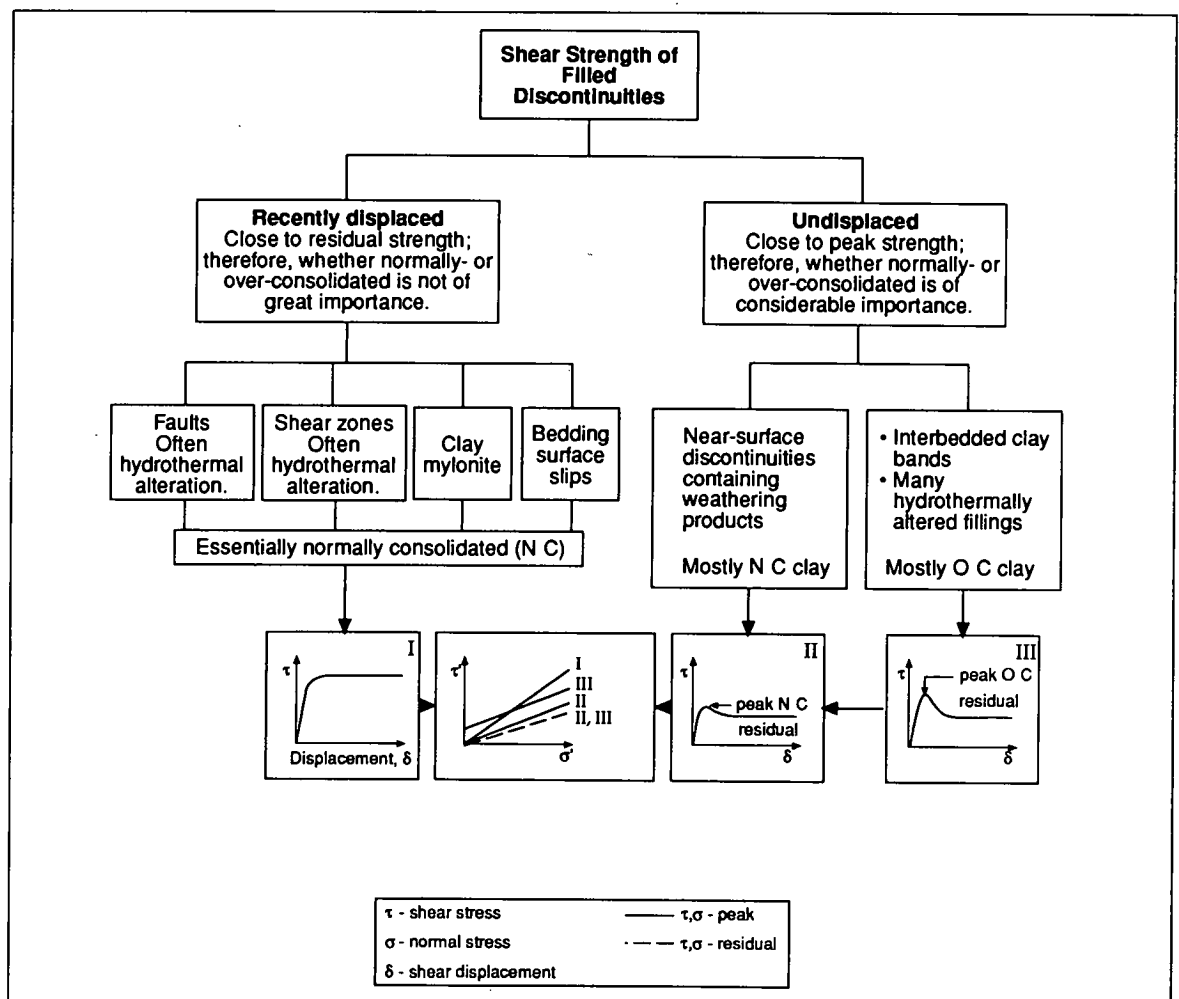 Shear Strength of
Filled
Discontinuities
Recently displaced
Close to residual strength;
therefore, whether normally- or
over-consolidated is not of
great importance.
Undisplaced
Close to peak strength;
therefore, whether normally- or
over-consolidated is of
considerable importance.
Faults
Often
hydrothermal
alteration.
Shear zones
Often
hydrothermal
alteration.
Clay
mylonite
Bedding
surface
slips
Near-surface
discontinuities
containing
weathering
products
Mostly N C clay
• Interbedded clay
bands
• Many
hydrothermally
altered fillings
Mostly O C clay
Essentially normally consolidated (N C)
I
τ
Displacement, δ
τ'
I
III
II
II, III
σ'
II
τ
peak N C
residual
δ
III
τ
peak O C
residual
δ
τ - shear stress
σ - normal stress
δ - shear displacement
τ,σ - peak
τ,σ - residual